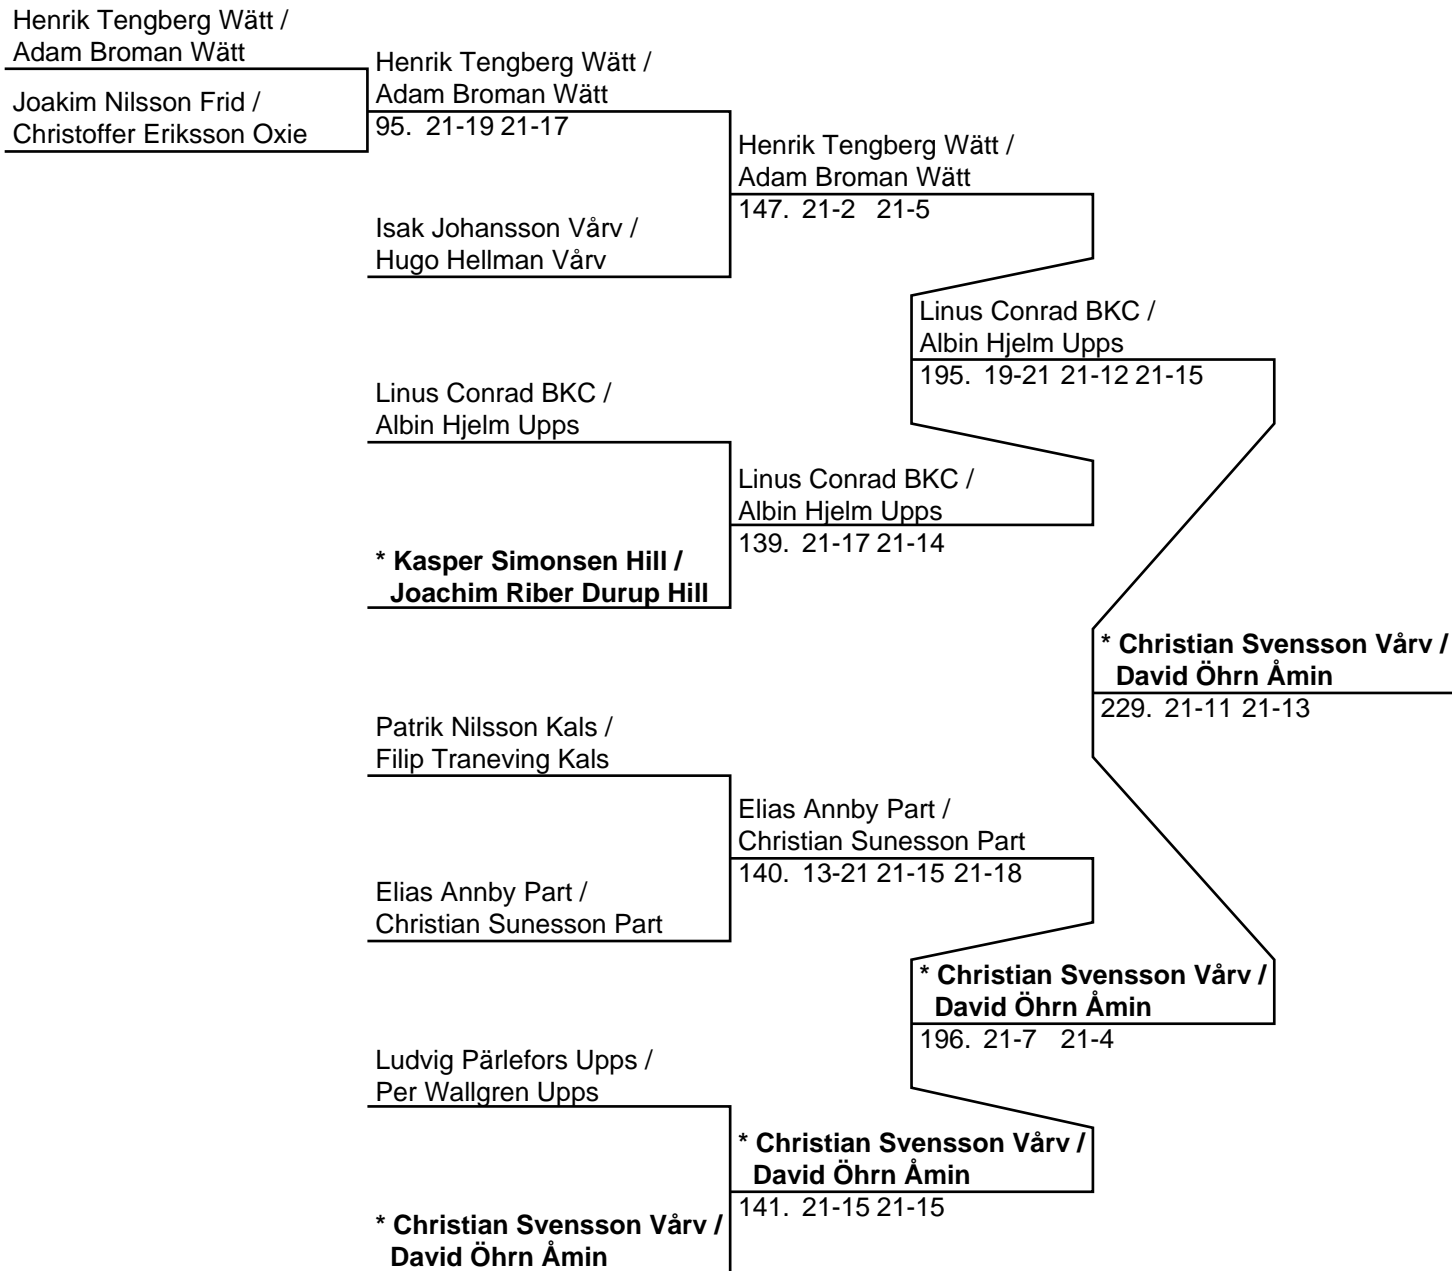 Henrik Tengberg Wätt /
Adam Broman Wätt
Joakim Nilsson Frid /
Christoffer Eriksson Oxie
Henrik Tengberg Wätt /
Adam Broman Wätt
95. 21-19 21-17
Isak Johansson Vårv /
Hugo Hellman Vårv
Linus Conrad BKC /
Albin Hjelm Upps
* Kasper Simonsen Hill /
Joachim Riber Durup Hill
Patrik Nilsson Kals /
Filip Traneving Kals
Elias Annby Part /
Christian Sunesson Part
Ludvig Pärlefors Upps /
Per Wallgren Upps
* Christian Svensson Vårv /
David Öhrn Åmin
Henrik Tengberg Wätt /
Adam Broman Wätt
147. 21-2 21-5
Linus Conrad BKC /
Albin Hjelm Upps
139. 21-17 21-14
Elias Annby Part /
Christian Sunesson Part
140. 13-21 21-15 21-18
* Christian Svensson Vårv /
David Öhrn Åmin
141. 21-15 21-15
Linus Conrad BKC /
Albin Hjelm Upps
195. 19-21 21-12 21-15
* Christian Svensson Vårv /
David Öhrn Åmin
196. 21-7 21-4
* Christian Svensson Vårv /
David Öhrn Åmin
229. 21-11 21-13